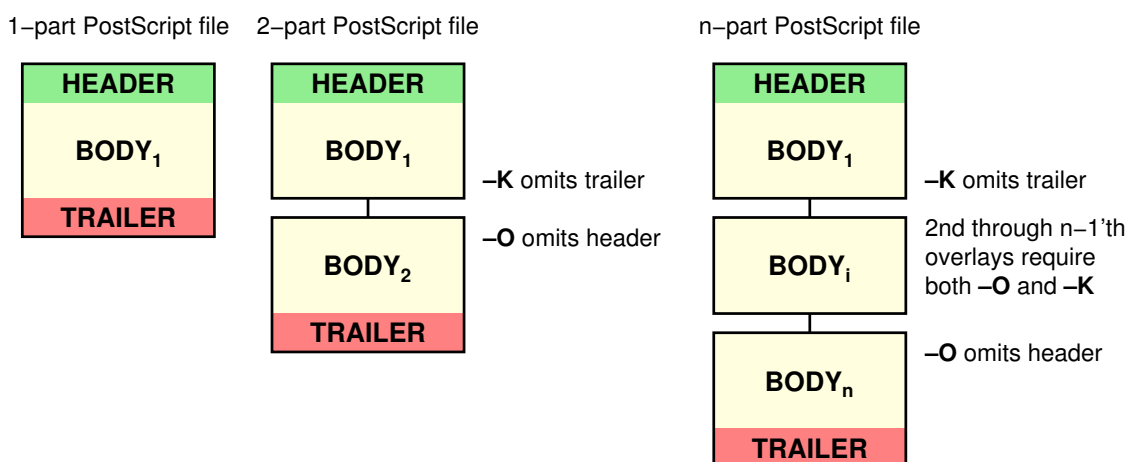 1−part PostScript file
HEADER
BODY1
TRAILER
2−part PostScript file
HEADER
BODY1
−K omits trailer
−O omits header
BODY2
TRAILER
n−part PostScript file
HEADER
BODY1
−K omits trailer
2nd through n−1'th
overlays require
both −O and −K
BODYi
−O omits header
BODYn
TRAILER